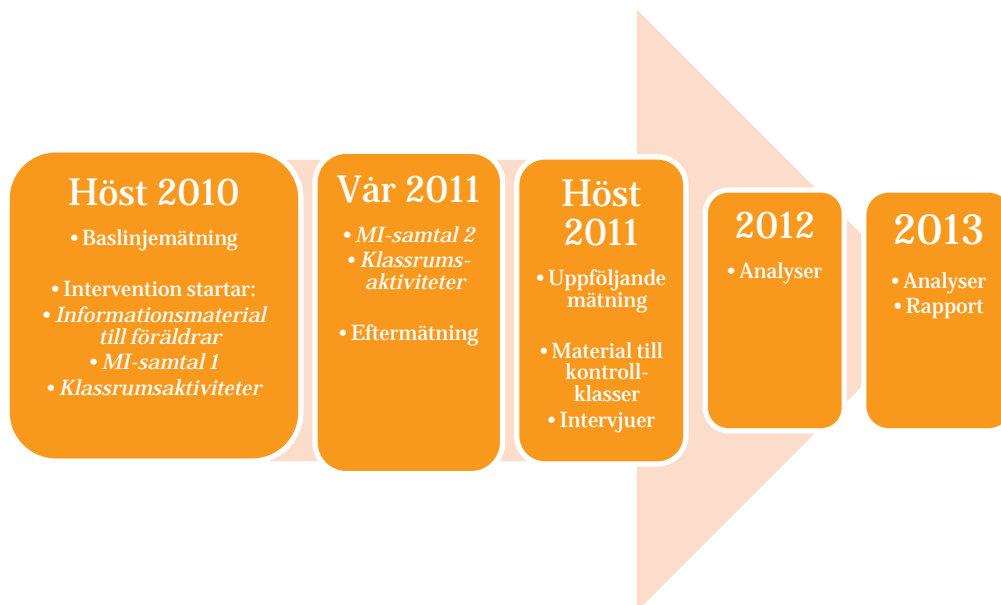 Höst 2010
• Baslinjemätning
• Intervention startar:
• Informationsmaterial
till föräldrar
• MI-samtal 1
• Klassrumsaktiviteter
Vår 2011
• MI-samtal 2
• Klassrums-
aktiviteter
• Eftermätning
Höst
2011
• Uppföljande
mätning
• Material till
kontroll-
klasser
• Intervjuer
2012
• Analyser
2013
• Analyser
• Rapport